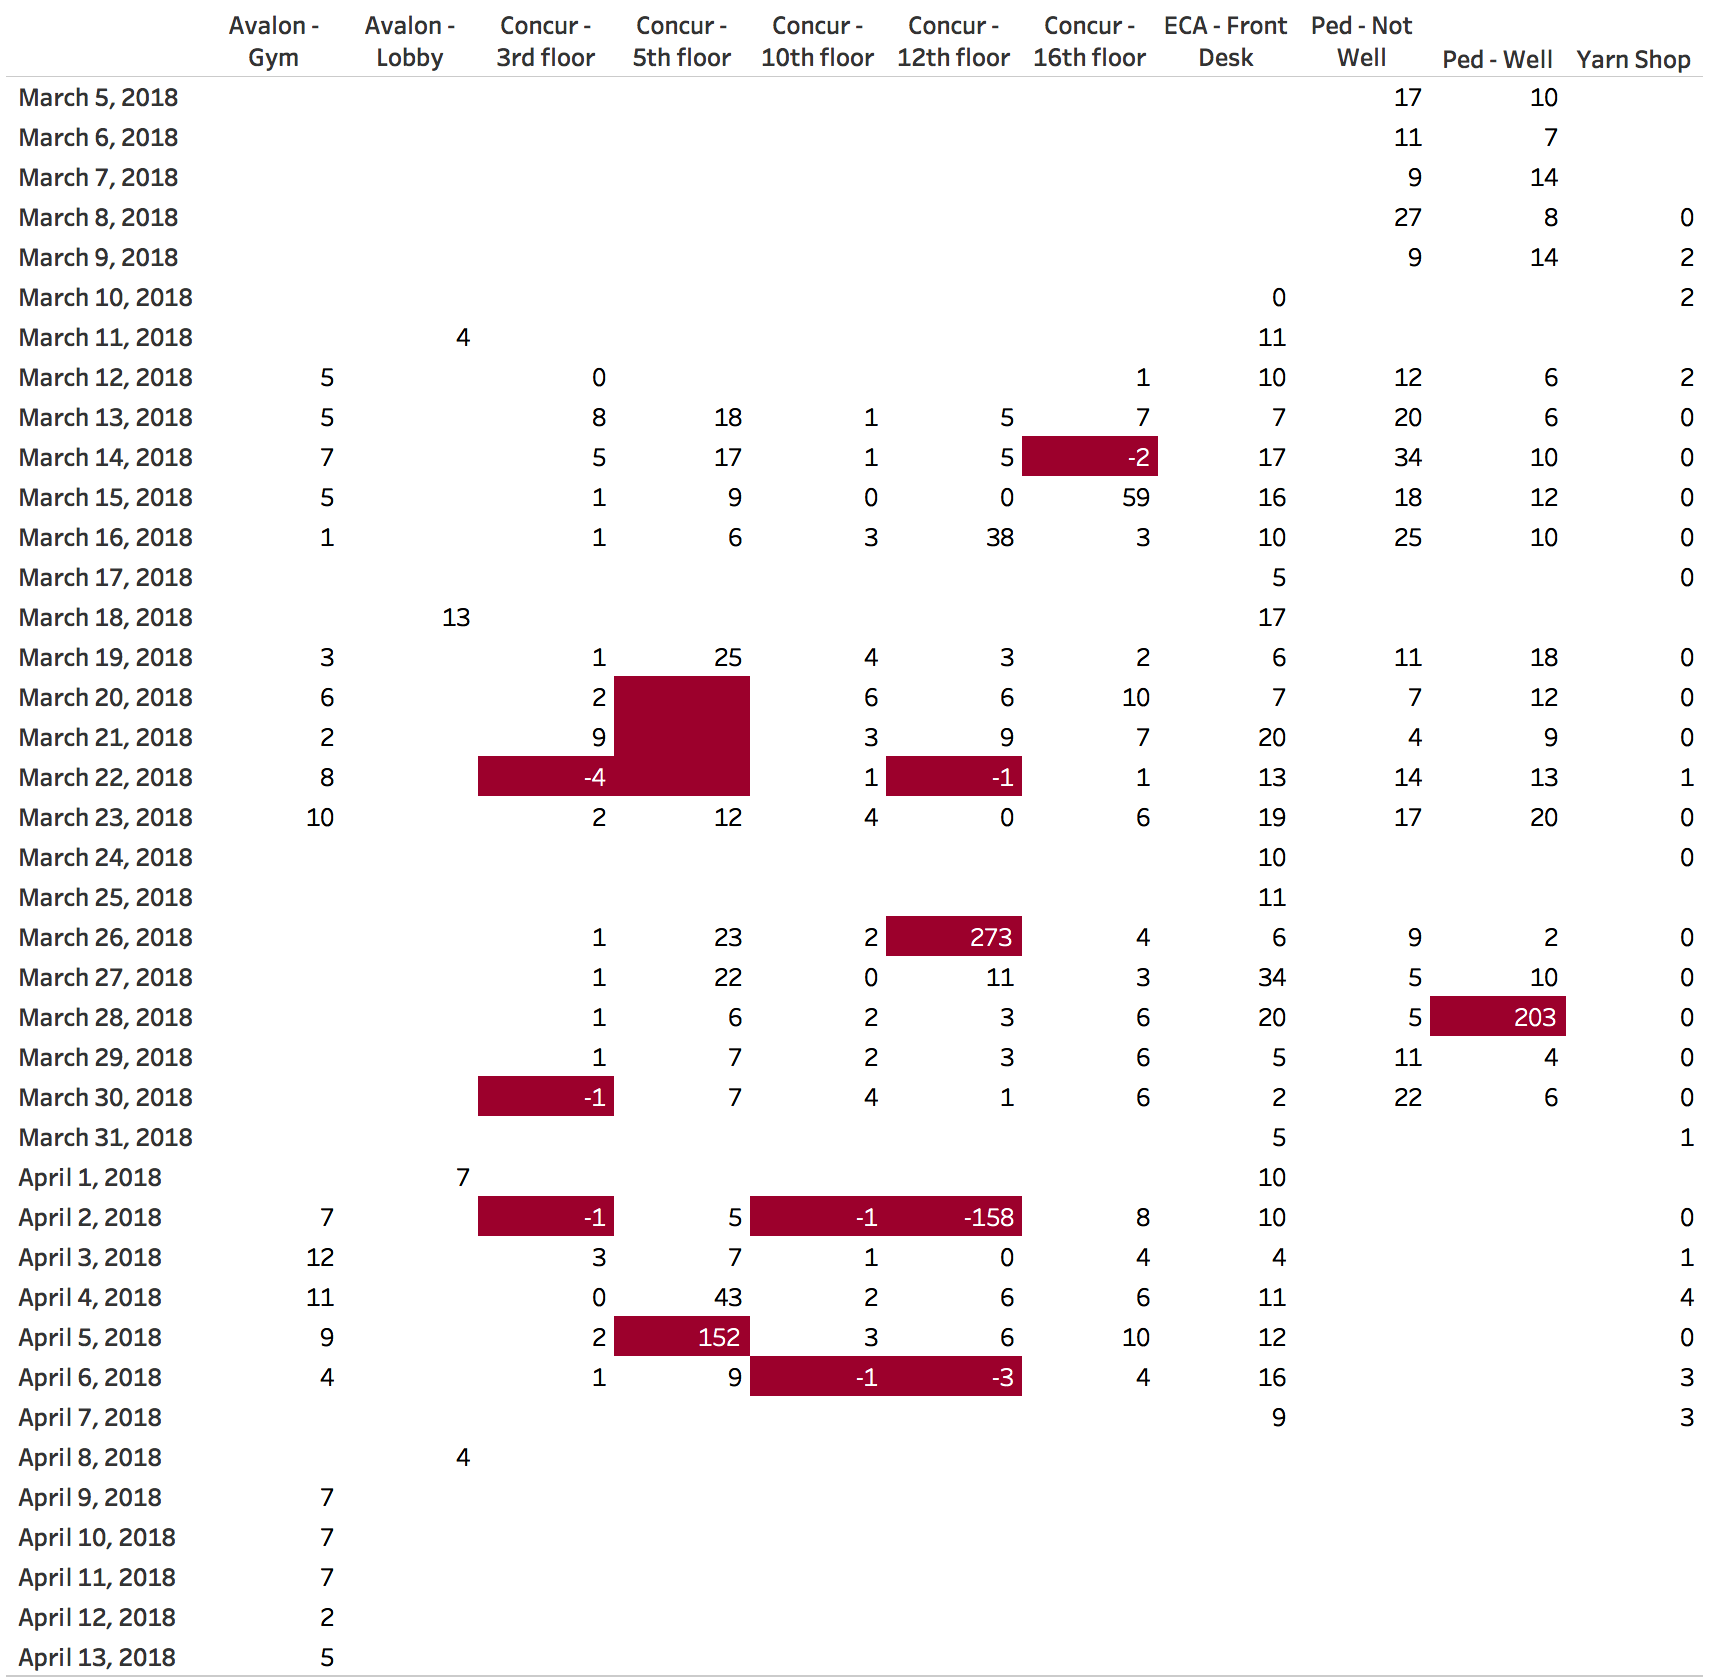 Avalon - Avalon - Concur - Concur - Concur - Concur - Concur - ECA - Front Ped - Not
Gym Lobby 3rd floor 5th floor 10th floor 12th floor 16th floor Desk Well Ped - Well Yarn Shop
March 5, 2018 17 10
March 6, 2018 11 7
March 7, 2018 9 14
March 8, 2018 27 8 0
March 9, 2018 9 14 2
March 10, 2018 0 2
March 11, 2018 4 11
March 12, 2018 5 0 1 10 12 6 2
March 13, 2018 5 8 18 1 5 7 7 20 6 0
March 14, 2018 7 5 17 1 5 -2 17 34 10 0
March 15, 2018 5 1 9 0 0 59 16 18 12 0
March 16, 2018 1 1 6 3 38 3 10 25 10 0
March 17, 2018 5 0
March 18, 2018 13 17
March 19, 2018 3 1 25 4 3 2 6 11 18 0
March 20, 2018 6 2 6 6 10 7 7 12 0
March 21, 2018 2 9 3 9 7 20 4 9 0
March 22, 2018 8 -4 1 -1 1 13 14 13 1
March 23, 2018 10 2 12 4 0 6 19 17 20 0
March 24, 2018 10 0
March 25, 2018 11
March 26, 2018 1 23 2 273 4 6 9 2 0
March 27, 2018 1 22 0 11 3 34 5 10 0
March 28, 2018 1 6 2 3 6 20 5 203 0
March 29, 2018 1 7 2 3 6 5 11 4 0
March 30, 2018 -1 7 4 1 6 2 22 6 0
March 31, 2018 5 1
April 1, 2018 7 10
April 2, 2018 7 -1 5 -1 -158 8 10 0
April 3, 2018 12 3 7 1 0 4 4 1
April 4, 2018 11 0 43 2 6 6 11 4
April 5, 2018 9 2 152 3 6 10 12 0
April 6, 2018 4 1 9 -1 -3 4 16 3
April 7, 2018 9 3
April 8, 2018 4
April 9, 2018 7
April 10, 2018 7
April 11, 2018 7
April 12, 2018 2
April 13, 2018 5